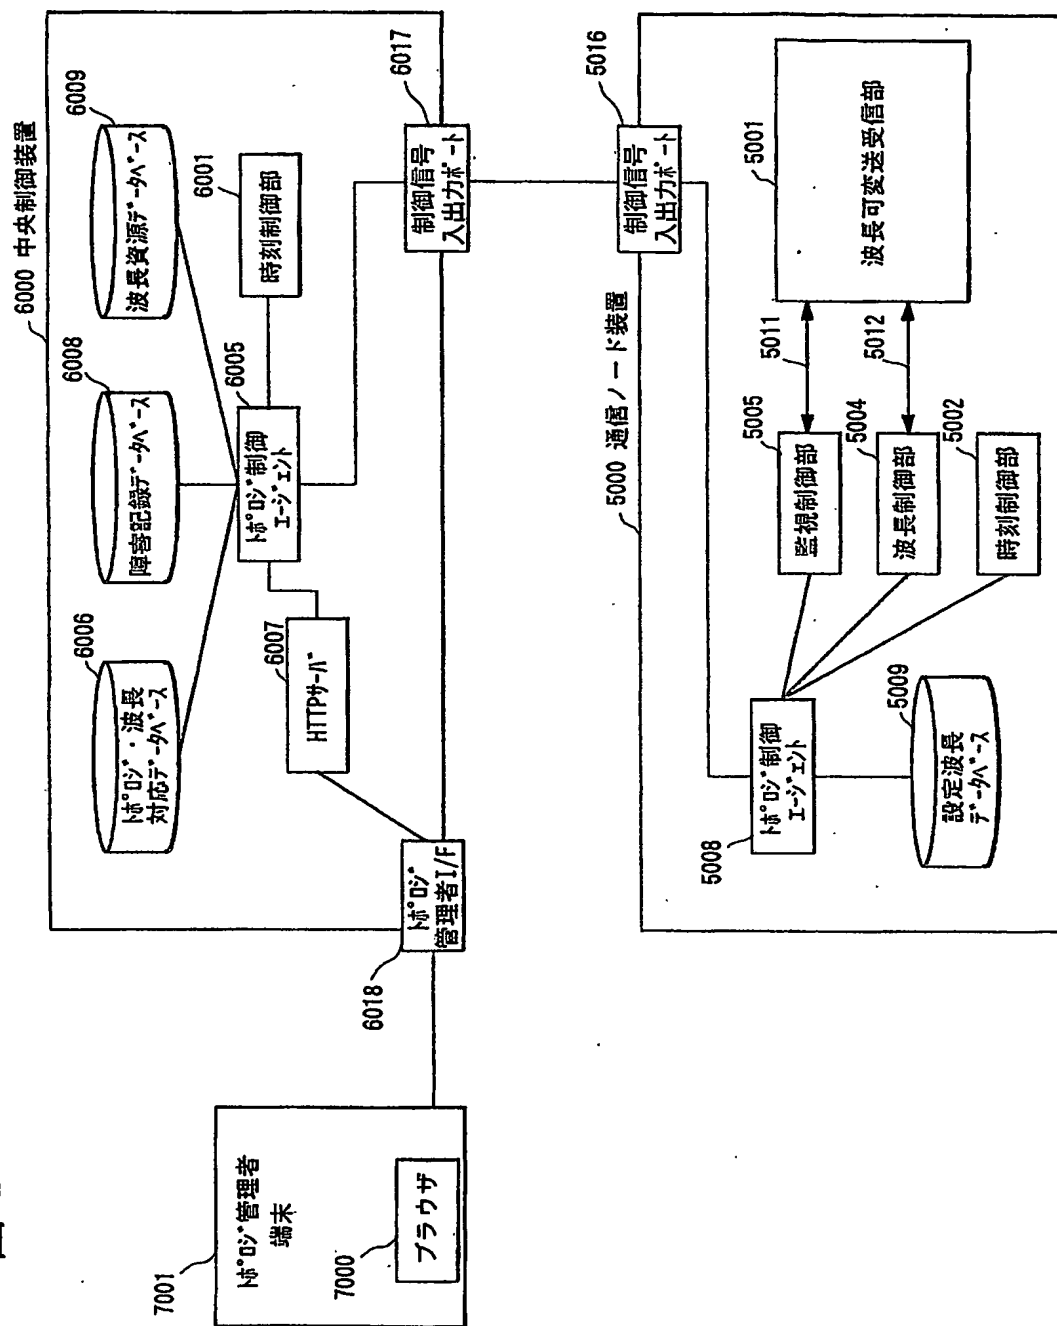 6000 中央制御装置
6006
トポロジ・波長
対応データベース
6008
障害記録データベース
6009
波長資源データベース
6007
HTTPサーバ
6005
トポロジ制御
エージェント
6001
時刻制御部
7001
トポロジ管理者
端末
7000
ブラウザ
6018
トポロジ
管理者I/F
6017
制御信号
入出力ポート
5016
制御信号
入出力ポート
5000 通信ノード装置
5008
トポロジ制御
エージェント
5009
設定波長
データベース
5005
監視制御部
5004
波長制御部
5002
時刻制御部
5011
5012
5001
波長可変送受信部